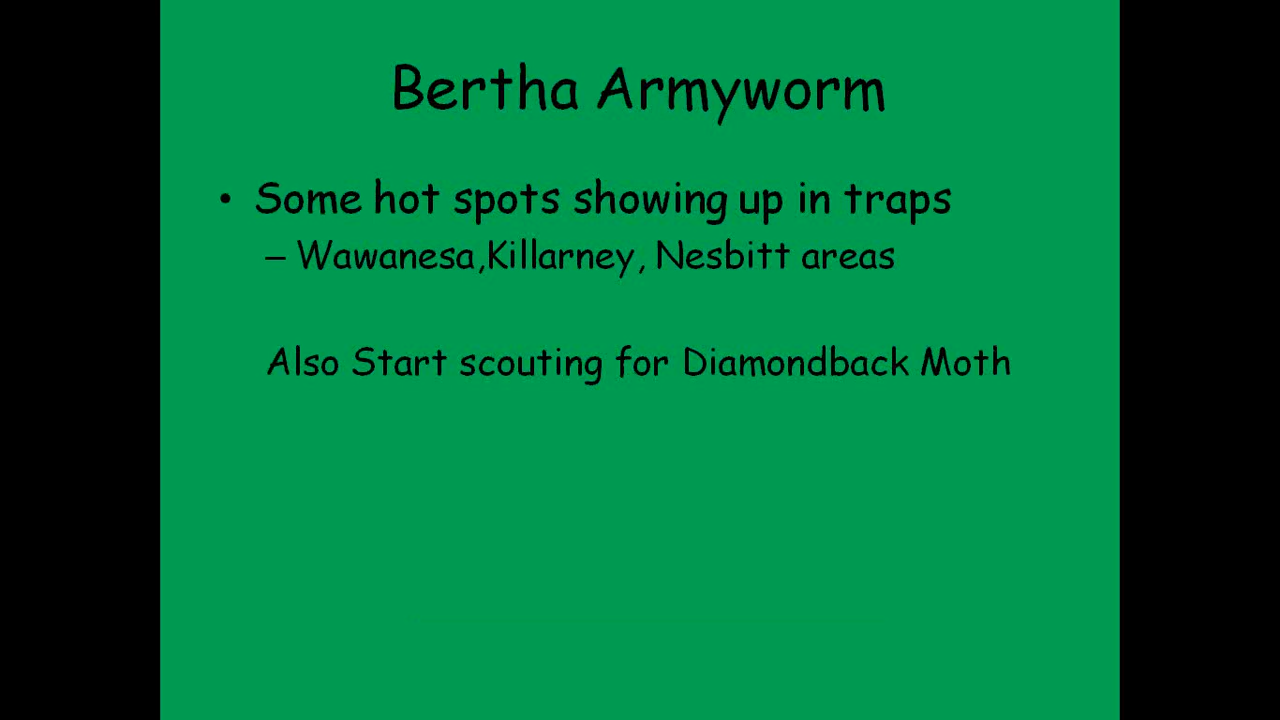 Bertha Armyworm
• Some hot spots showing up in traps
– Wawanesa,Killarney, Nesbitt areas
Also Start scouting for Diamondback Moth